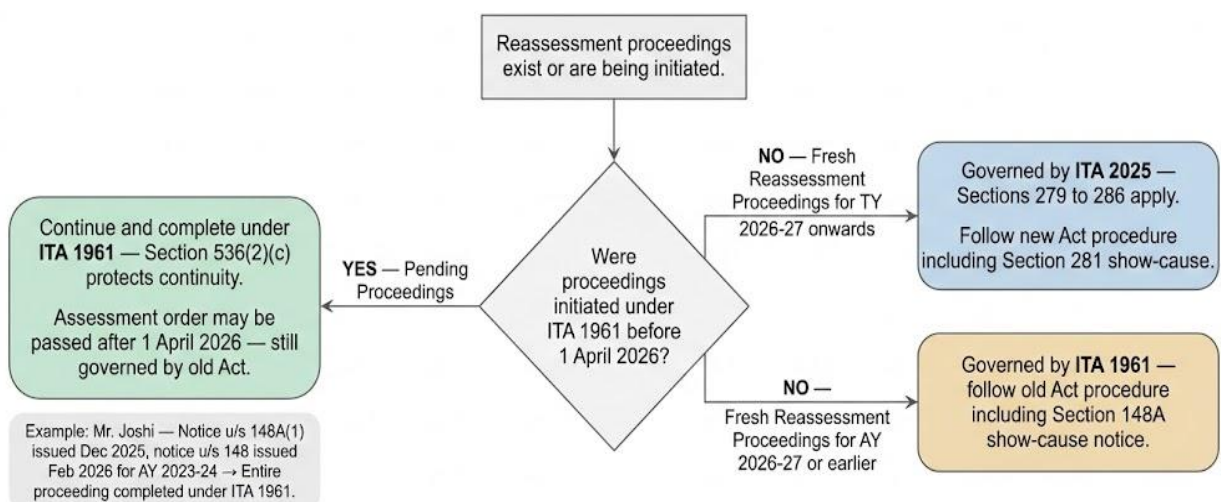 Reassessment proceedings
exist or are being initiated.
NO — Fresh
Reassessment
Proceedings for TY
2026-27 onwards
Governed by ITA 2025 —
Sections 279 to 286 apply.
Follow new Act procedure
including Section 281 show-cause.
Continue and complete under
ITA 1961 — Section 536(2)(c)
protects continuity.
Assessment order may be
passed after 1 April 2026 — still
governed by old Act.
YES — Pending
Proceedings
Were
proceedings
initiated under
ITA 1961 before
1 April 2026?
NO —
Fresh Reassessment
Proceedings for AY
2026-27 or earlier
Governed by ITA 1961 —
follow old Act procedure
including Section 148A
show-cause notice.
Example: Mr. Joshi — Notice u/s 148A(1)
issued Dec 2025, notice u/s 148 issued
Feb 2026 for AY 2023-24 → Entire
proceeding completed under ITA 1961.